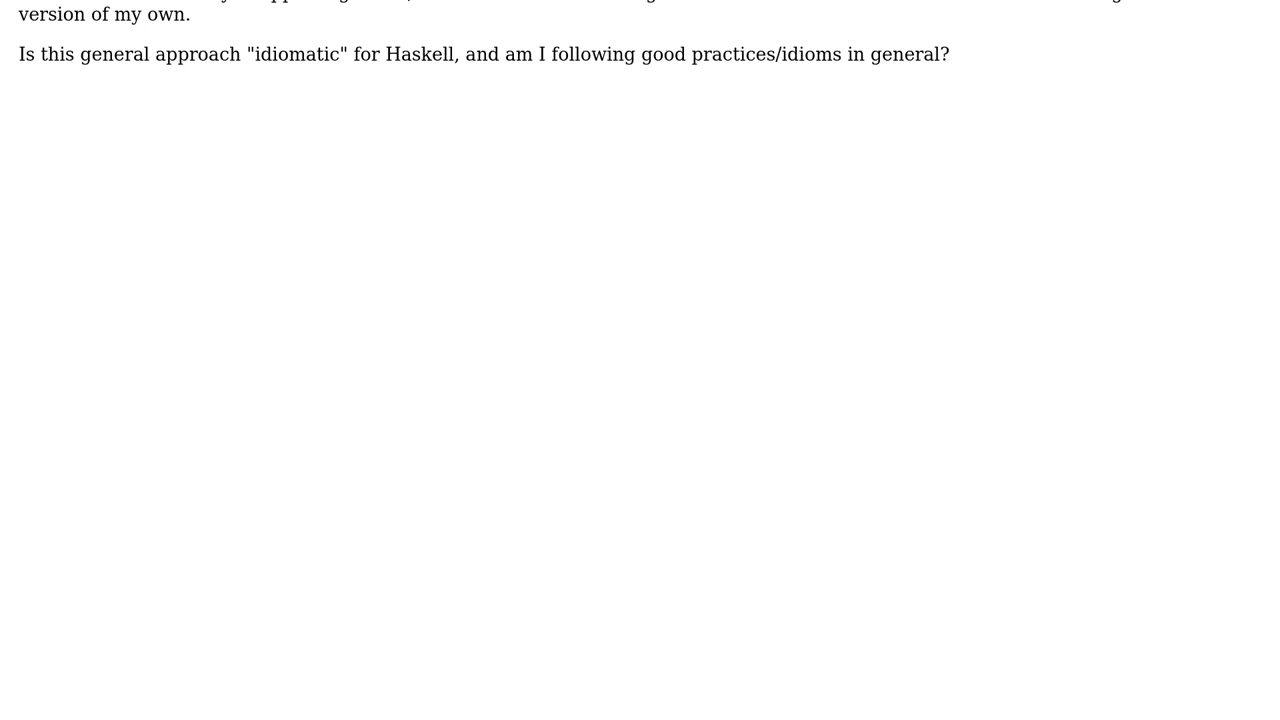 version of my own.
Is this general approach "idiomatic" for Haskell, and am I following good practices/idioms in general?